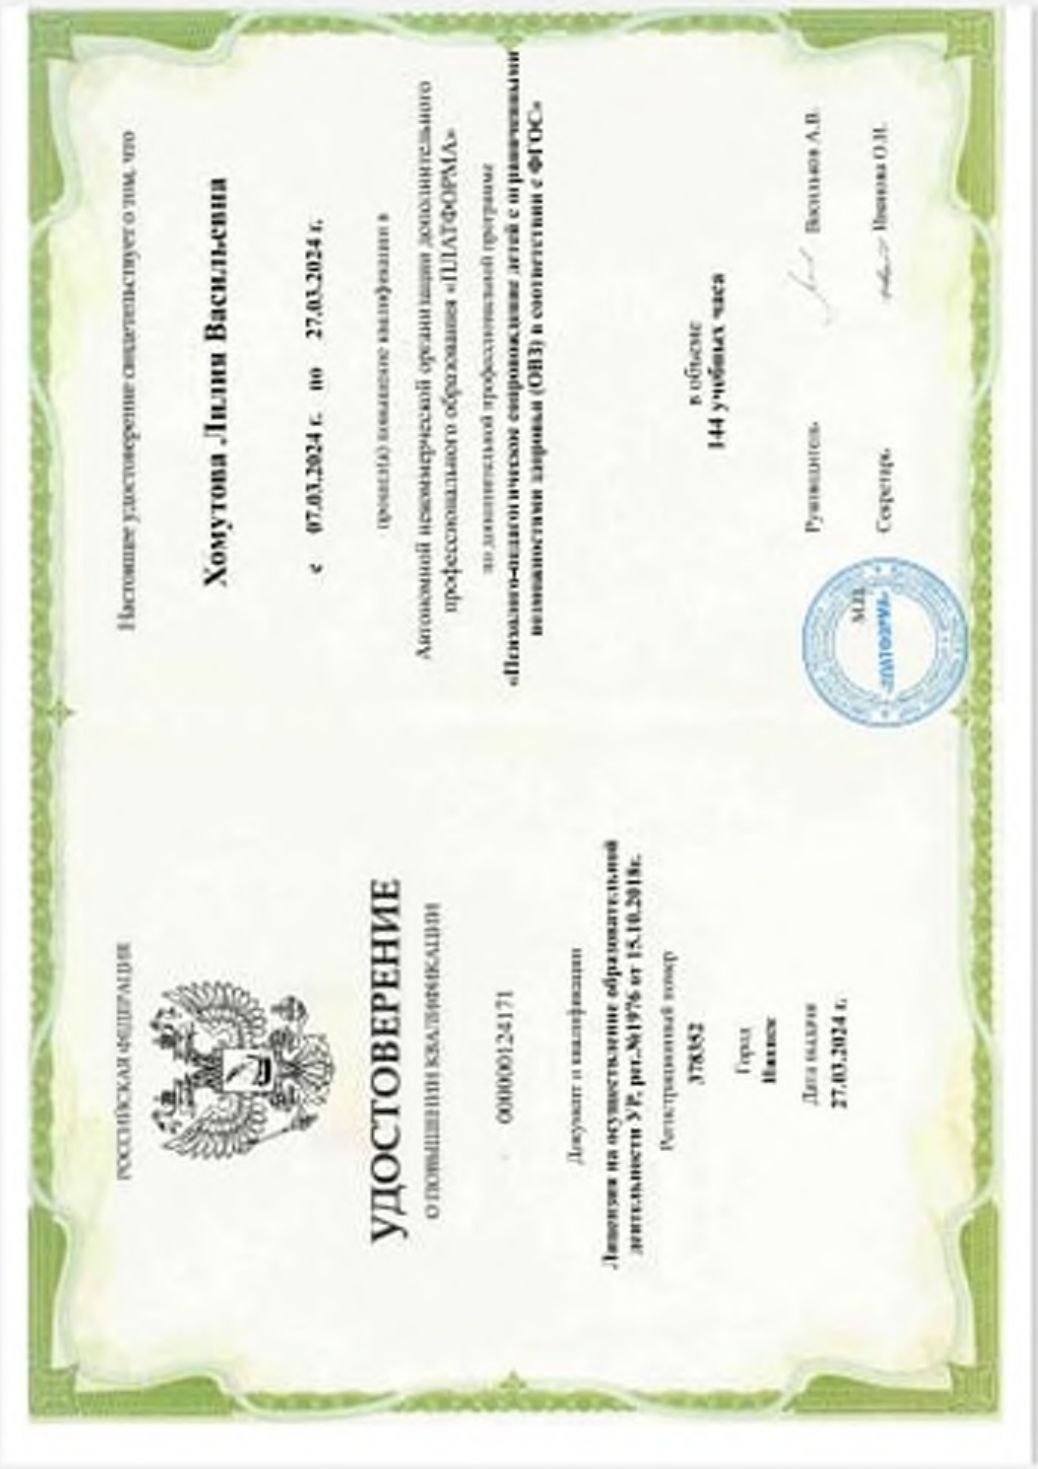 РОССИЙСКАЯ ФЕДЕРАЦИЯ
УДОСТОВЕРЕНИЕ
О ПОВЫШЕНИИ КВАЛИФИКАЦИИ
000000124171
Документ о квалификации
Лицензия на осуществление образовательной
деятельности УР, рег.№1976 от 15.10.2018г.
Регистрационный номер
378352
Город
Ижевск
Дата выдачи
27.03.2024 г.
Настоящее удостоверение свидетельствует о том, что
Хомутова Лилия Васильевна
с 07.03.2024 г. по 27.03.2024 г.
прошел(а) повышение квалификации в
Автономной некоммерческой организации дополнительного
профессионального образования «ПЛАТФОРМА»
по дополнительной профессиональной программе
«Психолого-педагогическое сопровождение детей с ограниченными
возможностями здоровья (ОВЗ) в соответствии с ФГОС»
в объеме
144 учебных часа
Руководитель Васильков А.В.
Секретарь Иванова О.Н.
М.П.
«ПЛАТФОРМА»